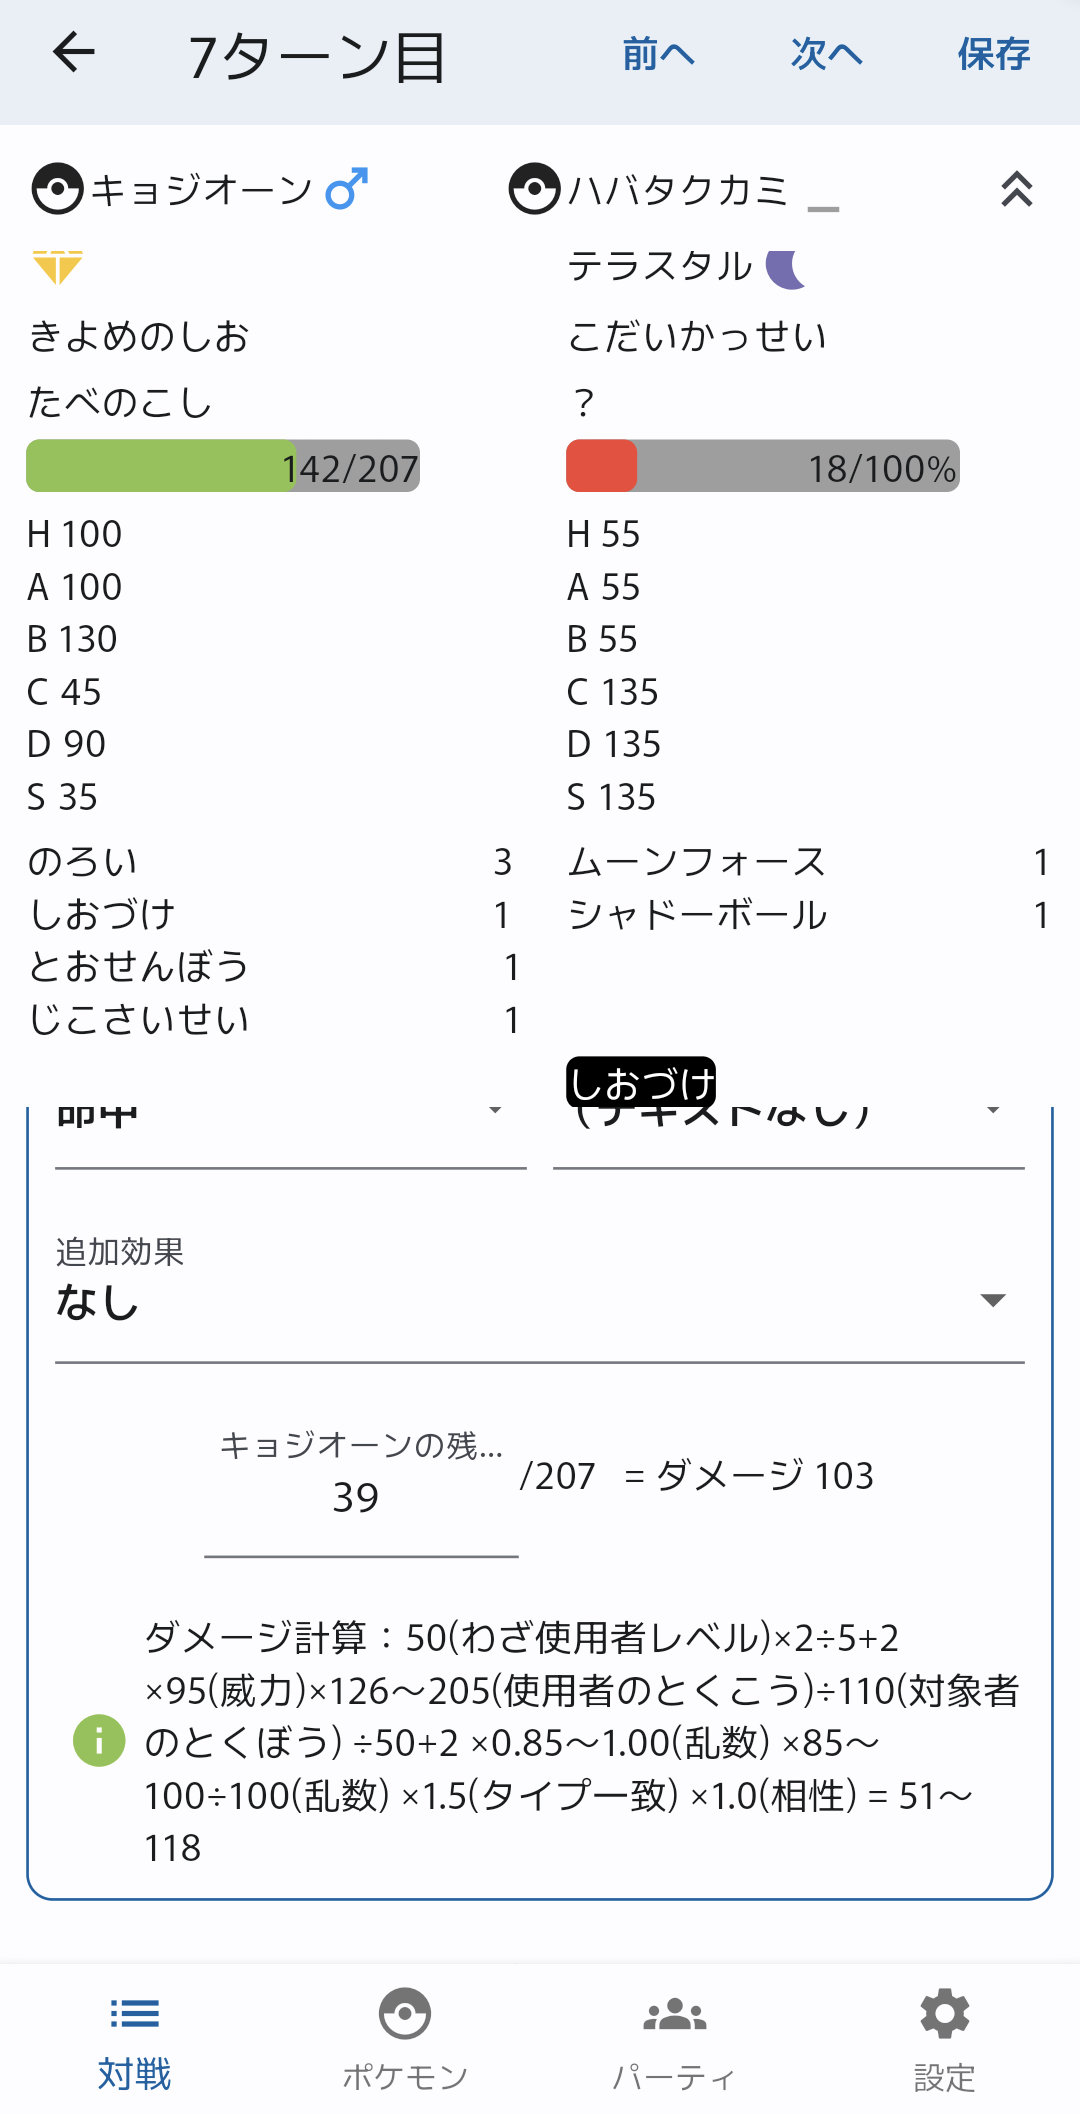 7ターン目 前へ 次へ 保存
キョジオーン ハバタクカミ
テラスタル
きよめのしお こだいかっせい
たべのこし ?
142/207 18/100%
H 100 H 55
A 100 A 55
B 130 B 55
C 45 C 135
D 90 D 135
S 35 S 135
のろい 3 ムーンフォース 1
しおづけ 1 シャドーボール 1
とおせんぼう 1
じこさいせい 1
しおづけ
命中 (テキストなし)
追加効果
なし
キョジオーンの残...
39 /207 = ダメージ 103
ダメージ計算：50(わざ使用者レベル)×2÷5+2
×95(威力)×126～205(使用者のとくこう)÷110(対象者
のとくぼう) ÷50+2 ×0.85～1.00(乱数) ×85～
100÷100(乱数) ×1.5(タイプ一致) ×1.0(相性) = 51～
118
対戦 ポケモン パーティ 設定